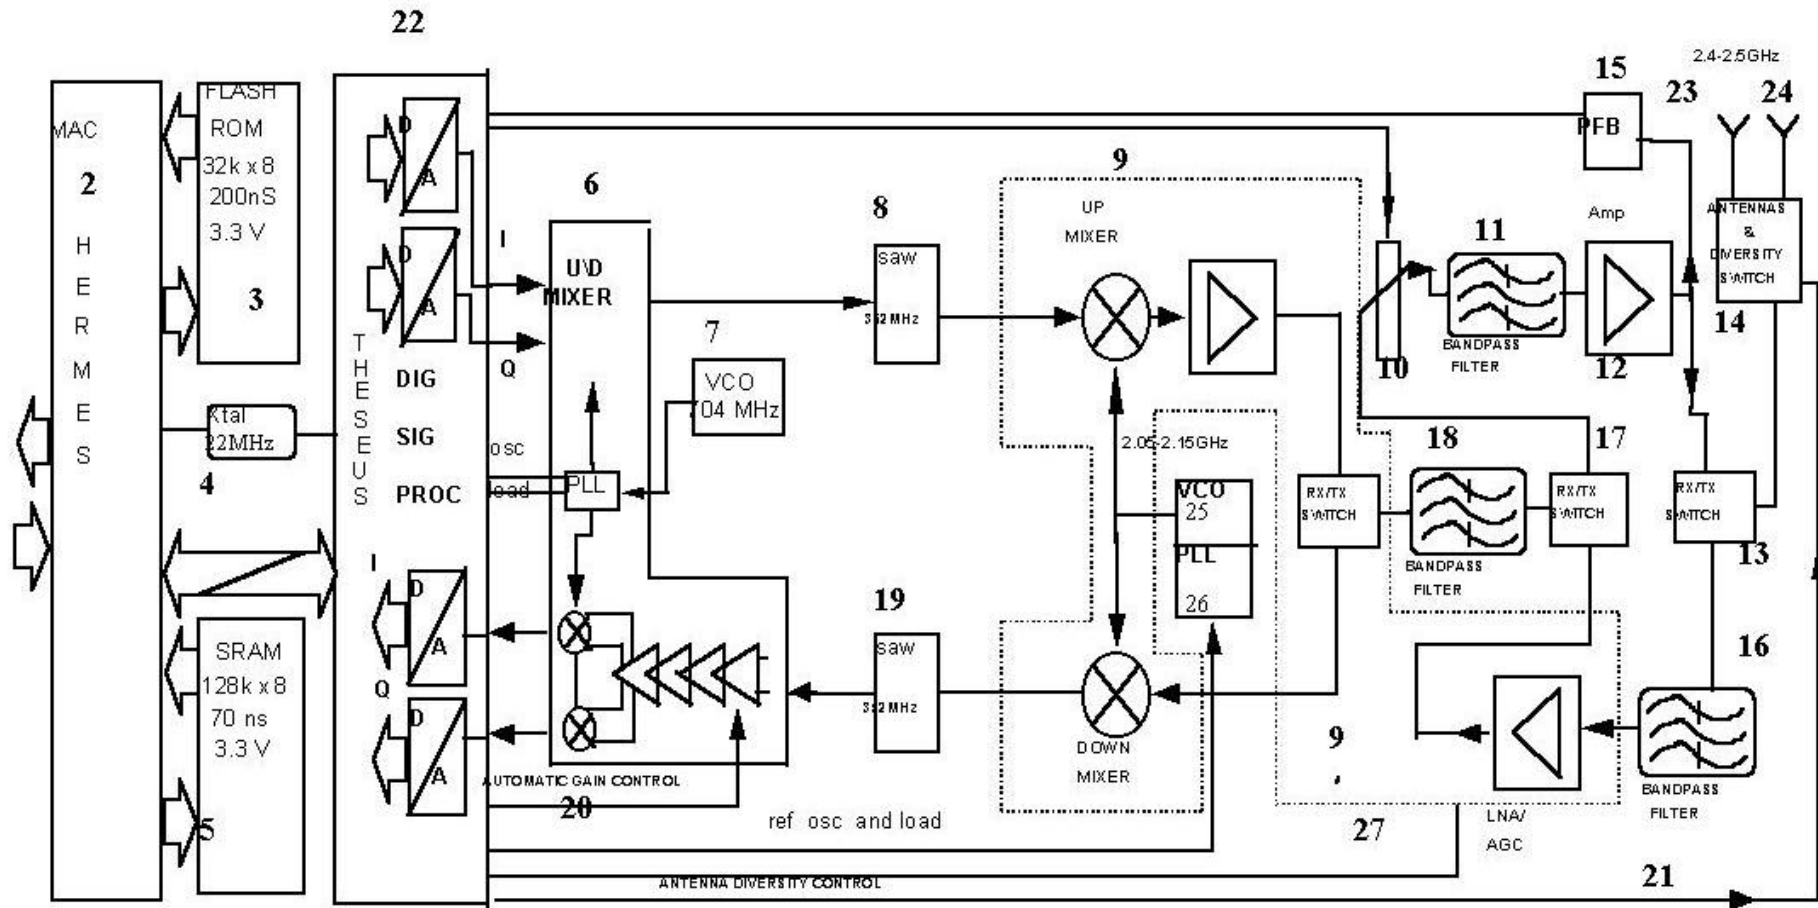 22
2.4-2.5GHz
15
23
24
FLASH
ROM
32k x 8
200nS
3.3 V
3
MAC
2
H
E
R
M
E
S
D
A
D
A
T
H
E
S
E
U
S
DIG
SIG
PROC
I
Q
6
U\D
MIXER
7
VCO
704 MHz
8
saw
352MHz
9
UP
MIXER
PFB
Amp
11
BANDPASS
FILTER
10
12
ANTENNAS
&
DIVERSITY
SWITCH
14
Xtal
22MHz
4
osc
load
PLL
2.05-2.15GHz
VCO
25
PLL
26
RX/TX
SWITCH
18
BANDPASS
FILTER
17
RX/TX
SWITCH
RX/TX
SWITCH
13
I
D
A
Q
D
A
SRAM
128k x 8
70 ns
3.3 V
5
19
saw
352MHz
DOWN
MIXER
9
,
16
BANDPASS
FILTER
LNA/
AGC
27
AUTOMATIC GAIN CONTROL
20
ref osc and load
ANTENNA DIVERSITY CONTROL
21